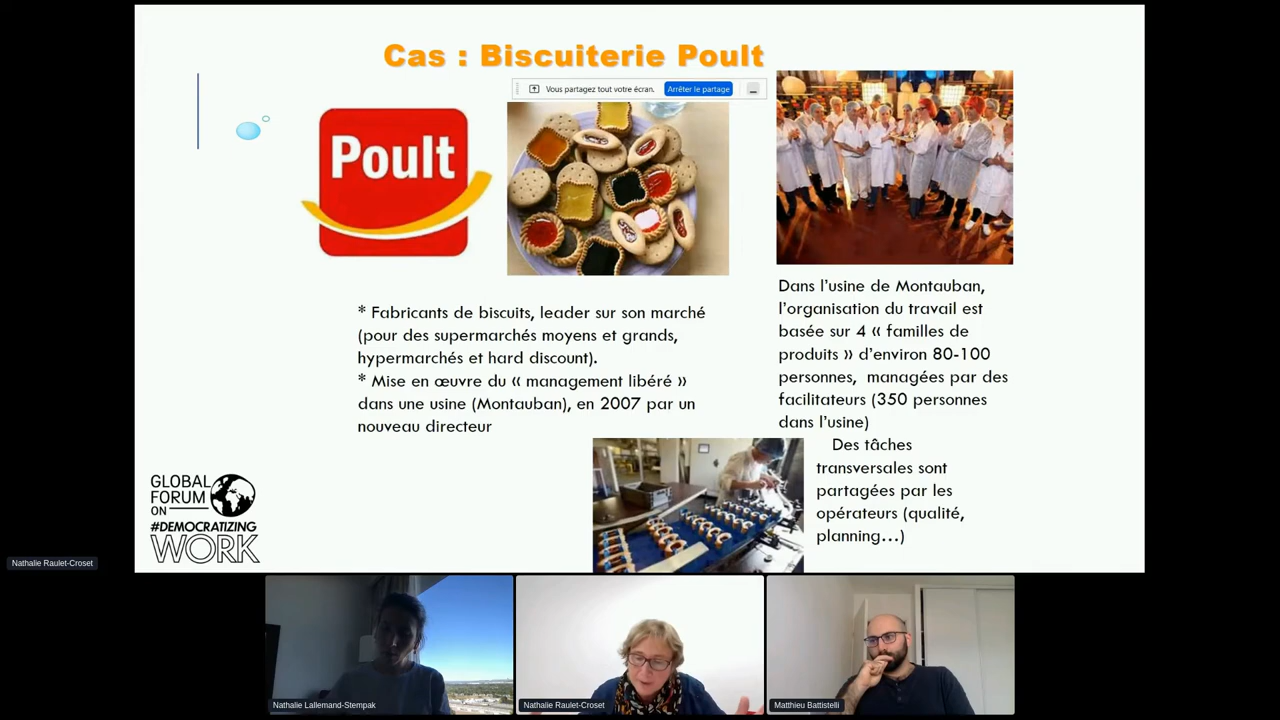 Cas : Biscuiterie Poult
Vous partagez tout votre écran.
Arrêter le partage
Poult
* Fabricants de biscuits, leader sur son marché
(pour des supermarchés moyens et grands,
hypermarchés et hard discount).
* Mise en œuvre du « management libéré »
dans une usine (Montauban), en 2007 par un
nouveau directeur
Dans l'usine de Montauban,
l'organisation du travail est
basée sur 4 « familles de
produits » d'environ 80-100
personnes, managées par des
facilitateurs (350 personnes
dans l'usine)
Des tâches
transversales sont
partagées par les
opérateurs (qualité,
planning...)
GLOBAL
FORUM
ON
#DEMOCRATIZING
WORK
Nathalie Raulet-Croset
Nathalie Lallemand-Stempak
Nathalie Raulet-Croset
Matthieu Battistelli